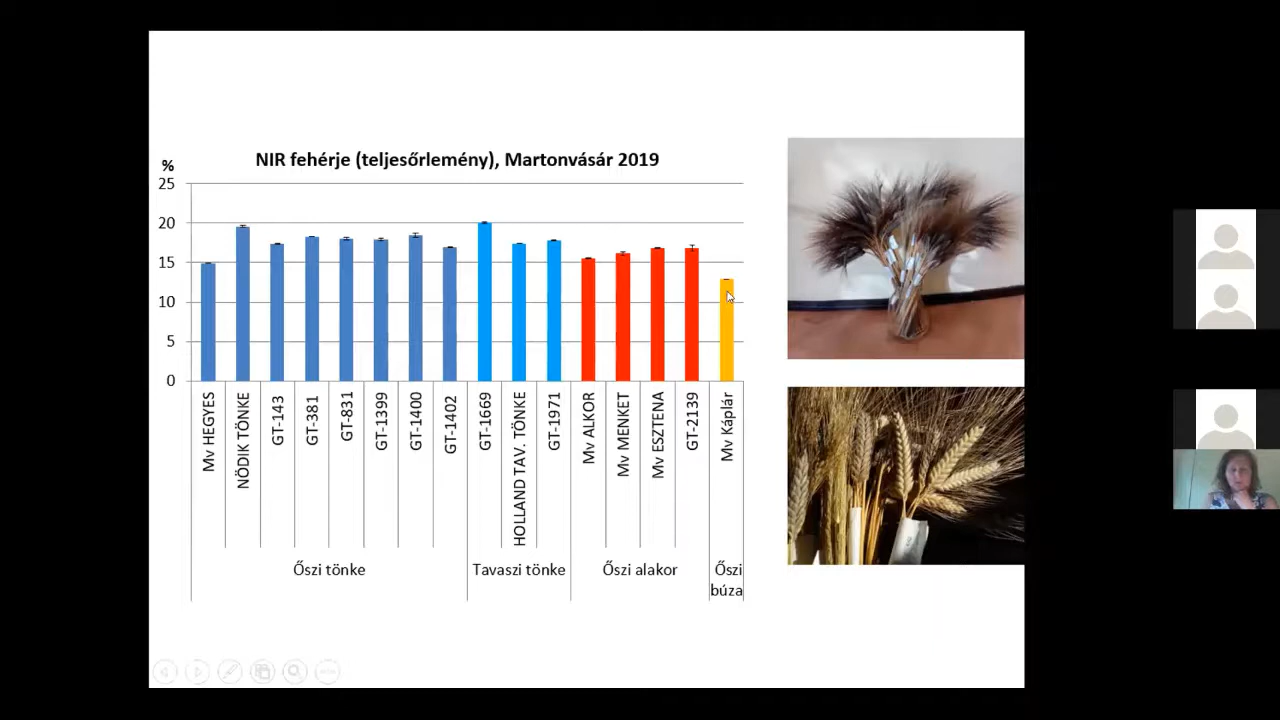 NIR fehérje (teljesőrlemény), Martonvásár 2019
%
25
20
15
10
5
0
Mv HEGYES
NÖDIK TÖNKE
GT-143
GT-381
GT-831
GT-1399
GT-1400
GT-1402
GT-1669
HOLLAND TAV. TÖNKE
GT-1971
Mv ALKOR
Mv MENKET
Mv ESZTENA
GT-2139
Mv Káplár
Őszi tönke
Tavaszi tönke
Őszi alakor
Őszi
búza